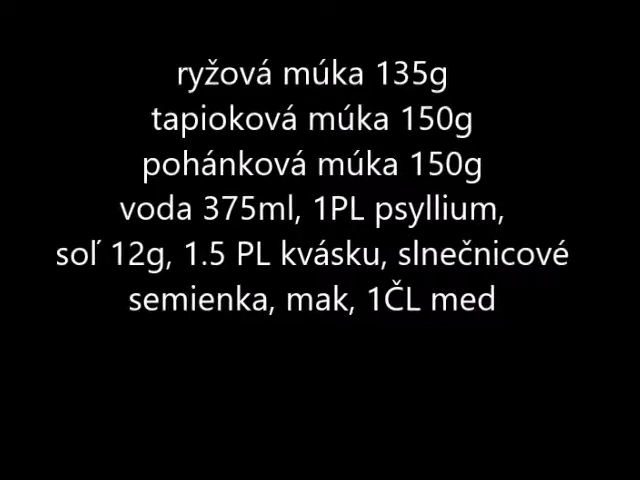 ryžová múka 135g
tapioková múka 150g
pohánková múka 150g
voda 375ml, 1PL psyllium,
soľ 12g, 1.5 PL kvásku, slnečnicové
semienka, mak, 1ČL med